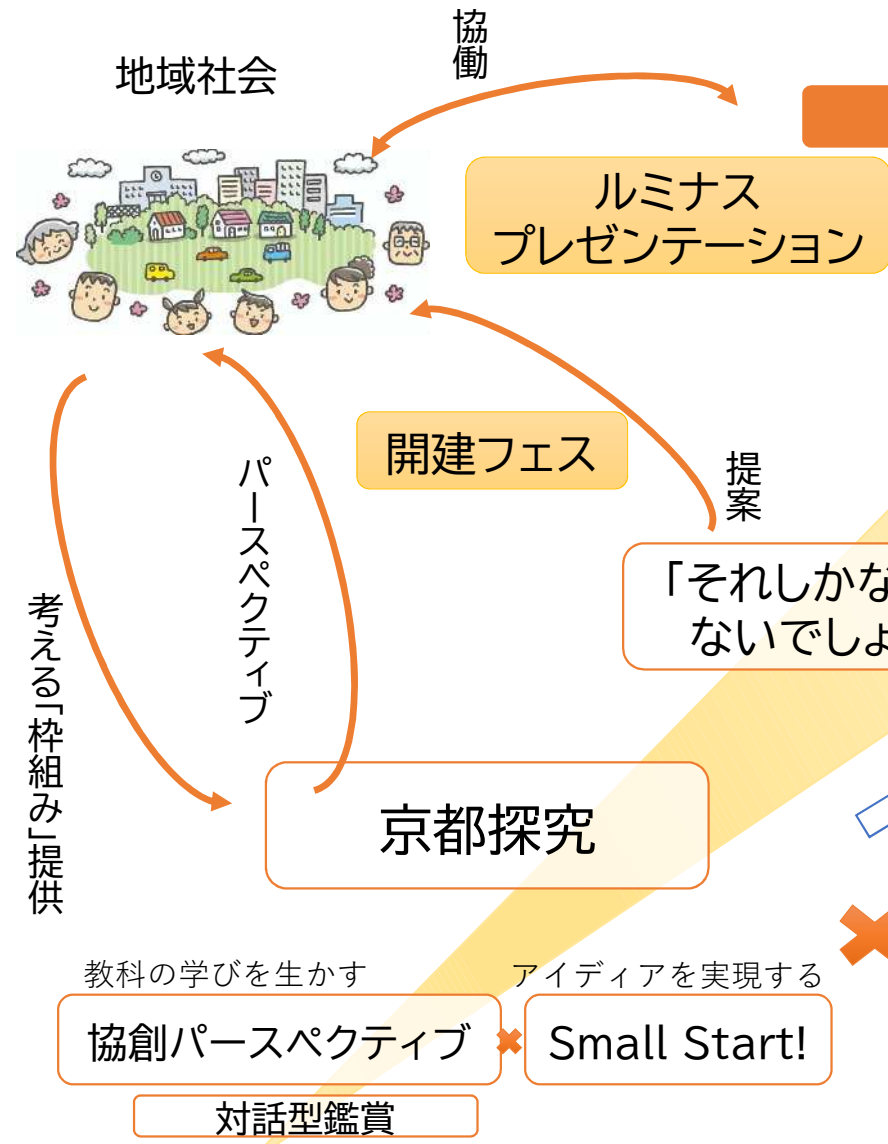 協働
地域社会
ルミナス
プレゼンテーション
開建フェス
提案
パースペクティブ
「それしかな
ないでしょ
考える「枠組み」提供
京都探究
教科の学びを生かす
アイディアを実現する
協創パースペクティブ
Small Start!
対話型鑑賞